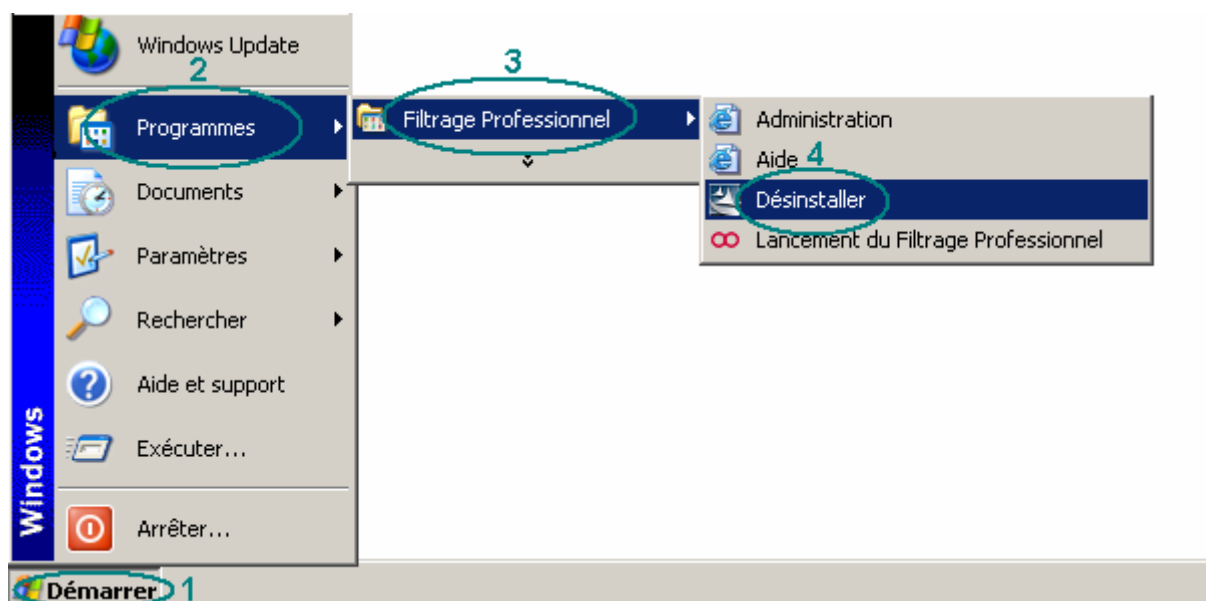 Windows Update
2
Programmes
Documents
Paramètres
Rechercher
Aide et support
Exécuter...
Arrêter...
Windows
Démarrer 1
3
Filtrage Professionnel
Administration
Aide 4
Désinstaller
Lancement du Filtrage Professionnel